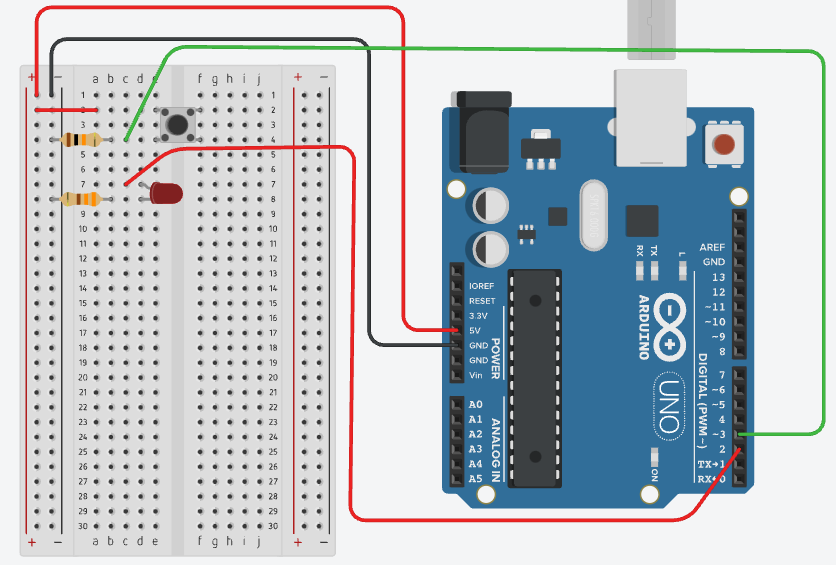 + − a b c d e f g h i j + −
1 1
2 2
3 3
4 4
5 5
6 6
7 7
8 8
9 9
10 10
11 11
12 12
13 13
14 14
15 15
16 16
17 17
18 18
19 19
20 20
21 21
22 22
23 23
24 24
25 25
26 26
27 27
28 28
29 29
30 30
+ − a b c d e f g h i j + −
IOREF
RESET
3.3V
5V
GND
GND
Vin
POWER
A0
A1
A2
A3
A4
A5
ANALOG IN
RX
TX
L
ARDUINO
UNO
ON
AREF
GND
13
12
~11
~10
~9
8
7
~6
~5
4
~3
2
TX→1
RX←0
DIGITAL (PWM~)